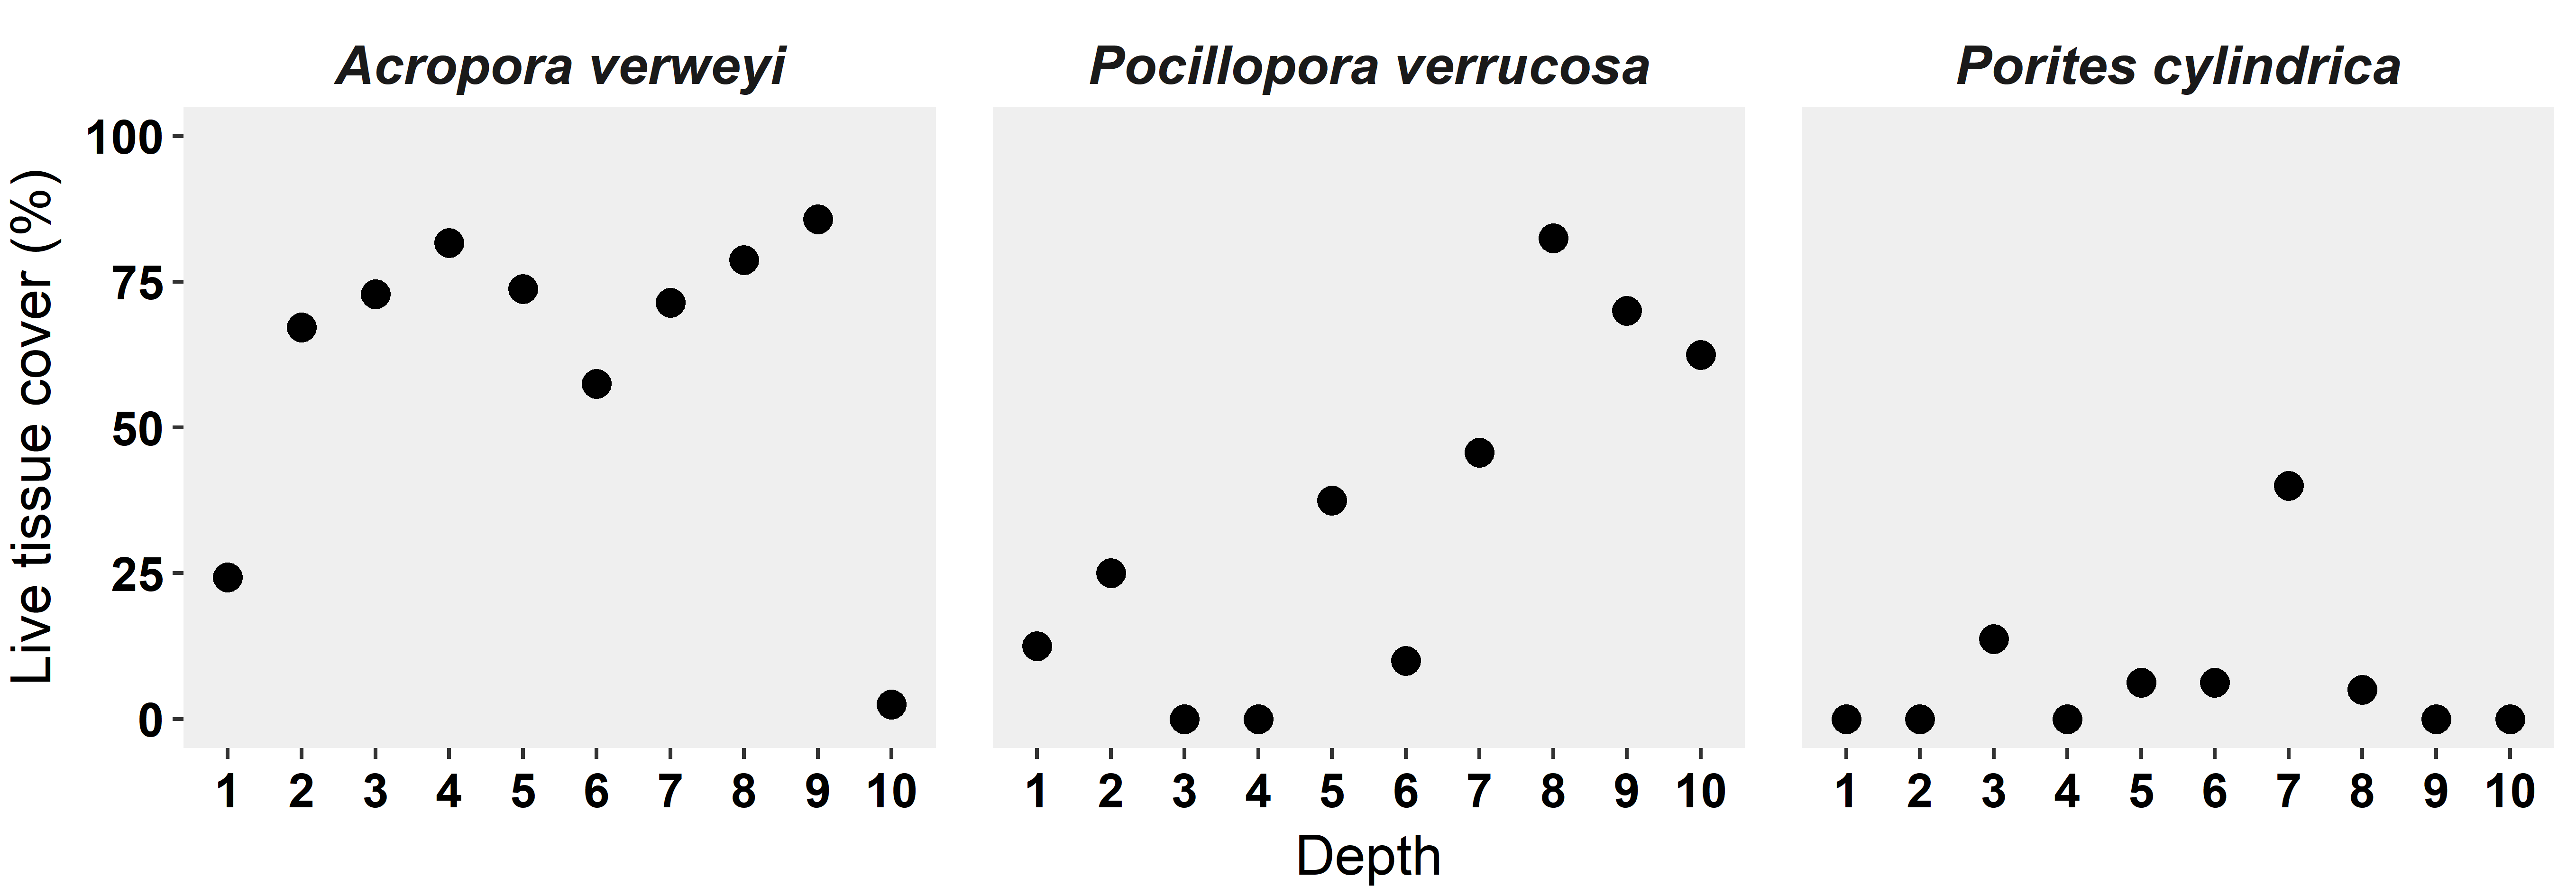 Acropora verweyi Pocillopora verrucosa Porites cylindrica
Live tissue cover (%)
100
75
50
25
0
1 2 3 4 5 6 7 8 9 10 1 2 3 4 5 6 7 8 9 10 1 2 3 4 5 6 7 8 9 10
Depth